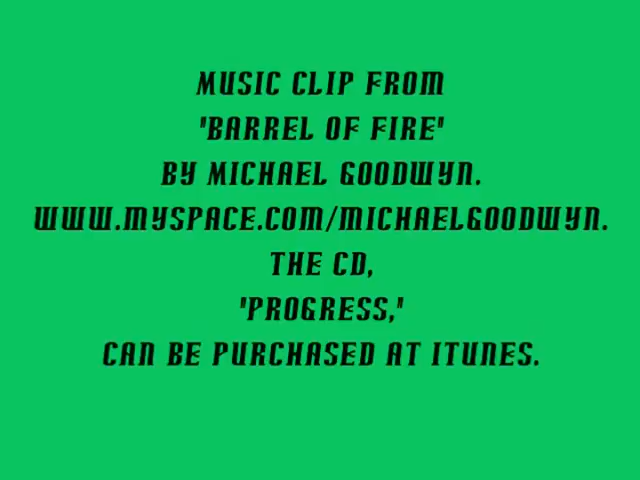 MUSIC CLIP FROM
"BARREL OF FIRE"
BY MICHAEL GOODWYN.
WWW.MYSPACE.COM/MICHAELGOODWYN.
THE CD,
"PROGRESS,"
CAN BE PURCHASED AT ITUNES.